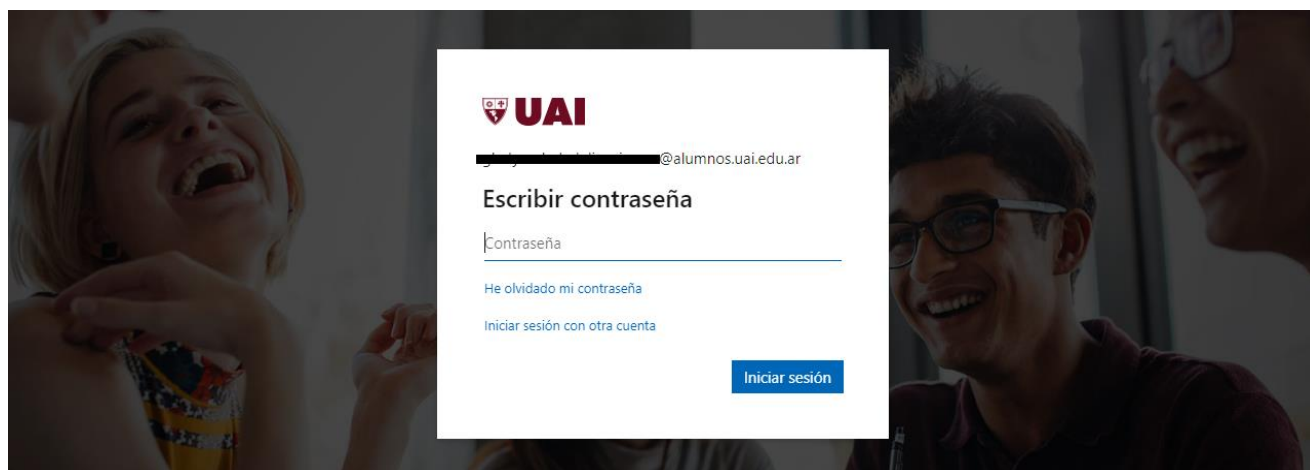 UAI
@alumnos.uai.edu.ar
Escribir contraseña
Contraseña
He olvidado mi contraseña
Iniciar sesión con otra cuenta
Iniciar sesión